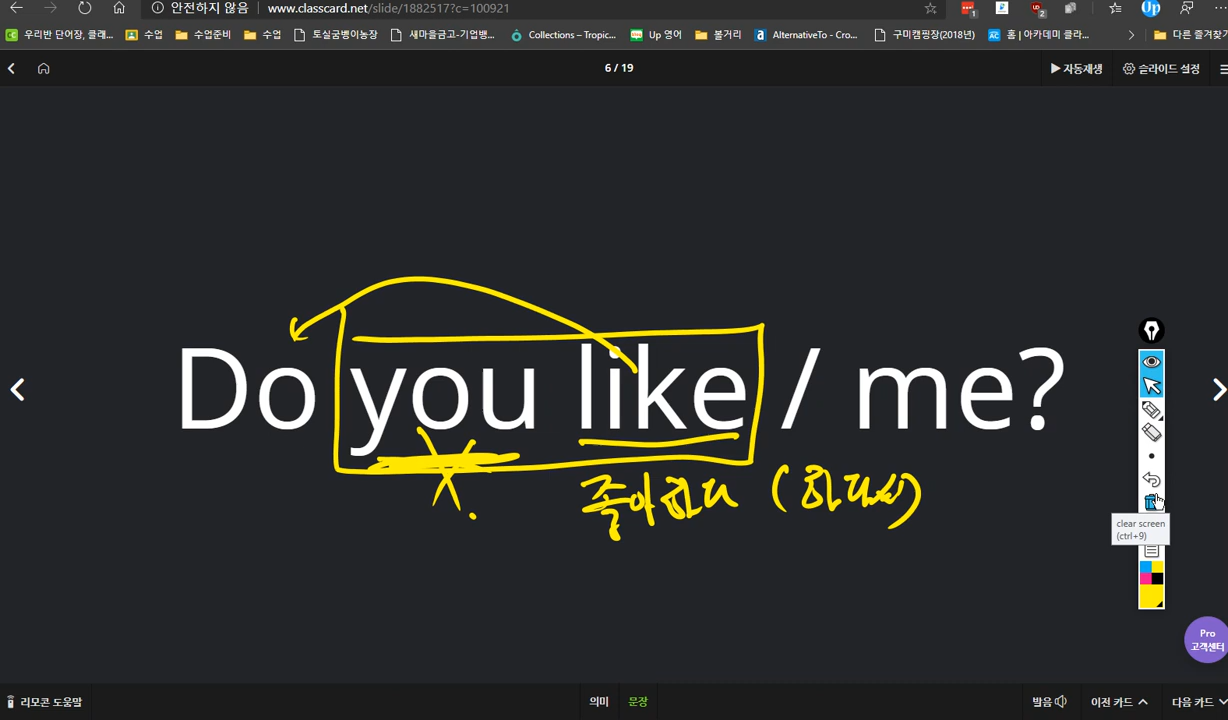 안전하지 않음 | www.classcard.net/slide/1882517?c=100921
우리반 단어장, 클래... 수업 수업준비 수업 토실굼벵이농장 새마을금고-기업뱅... Collections – Tropic... Up 영어 볼거리 AlternativeTo - Cro... 구미캠핑장(2018년) 홈 | 아카데미 클라... 다른 즐겨찾기
6 / 19 자동재생 슬라이드 설정
Do you like / me?
좋아하다
clear screen
(ctrl+9)
Pro
고객센터
리모콘 도움말 의미 문장 발음 이전 카드 다음 카드